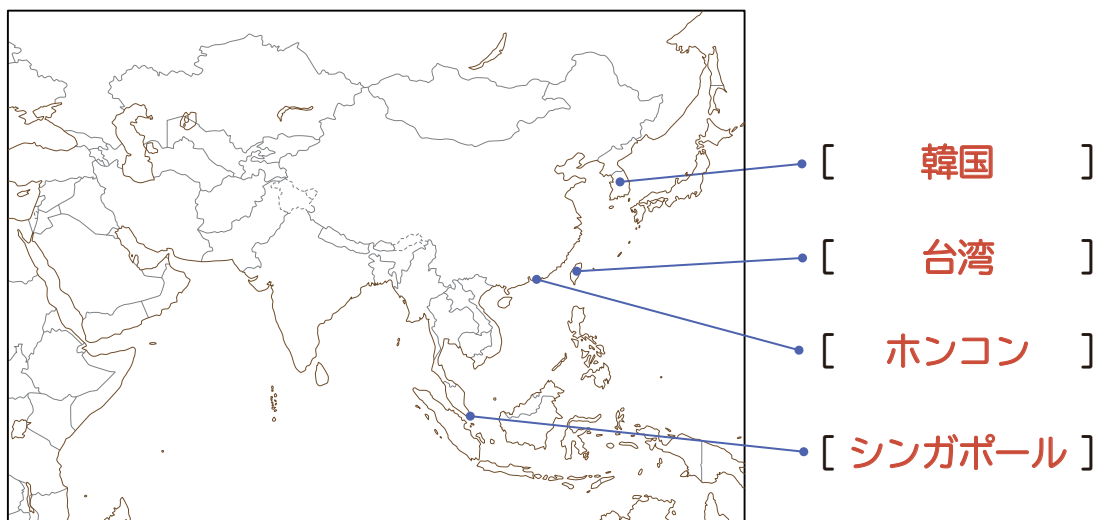 [ 韓国 ]
[ 台湾 ]
[ ホンコン ]
[ シンガポール ]